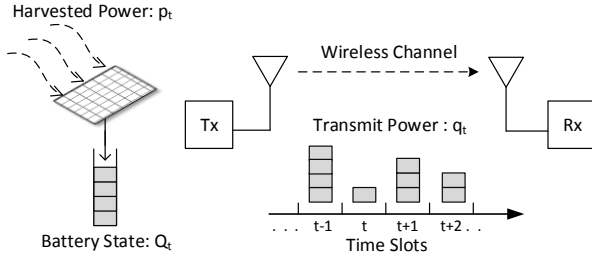 Harvested Power: pt
Wireless Channel
Tx
Rx
Transmit Power : qt
Battery State: Qt
. . . t-1 t t+1 t+2 . .
Time Slots